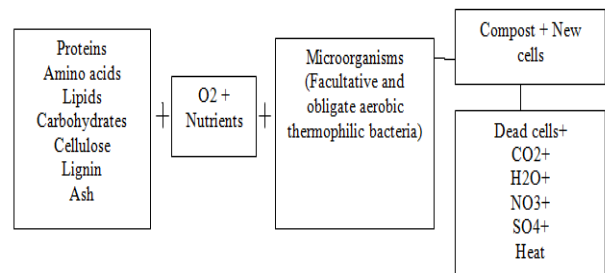 Proteins
Amino acids
Lipids
Carbohydrates
Cellulose
Lignin
Ash
+
O2 +
Nutrients
+
Microorganisms
(Facultative and
obligate aerobic
thermophilic bacteria)
Compost + New
cells
Dead cells+
CO2+
H2O+
NO3+
SO4+
Heat